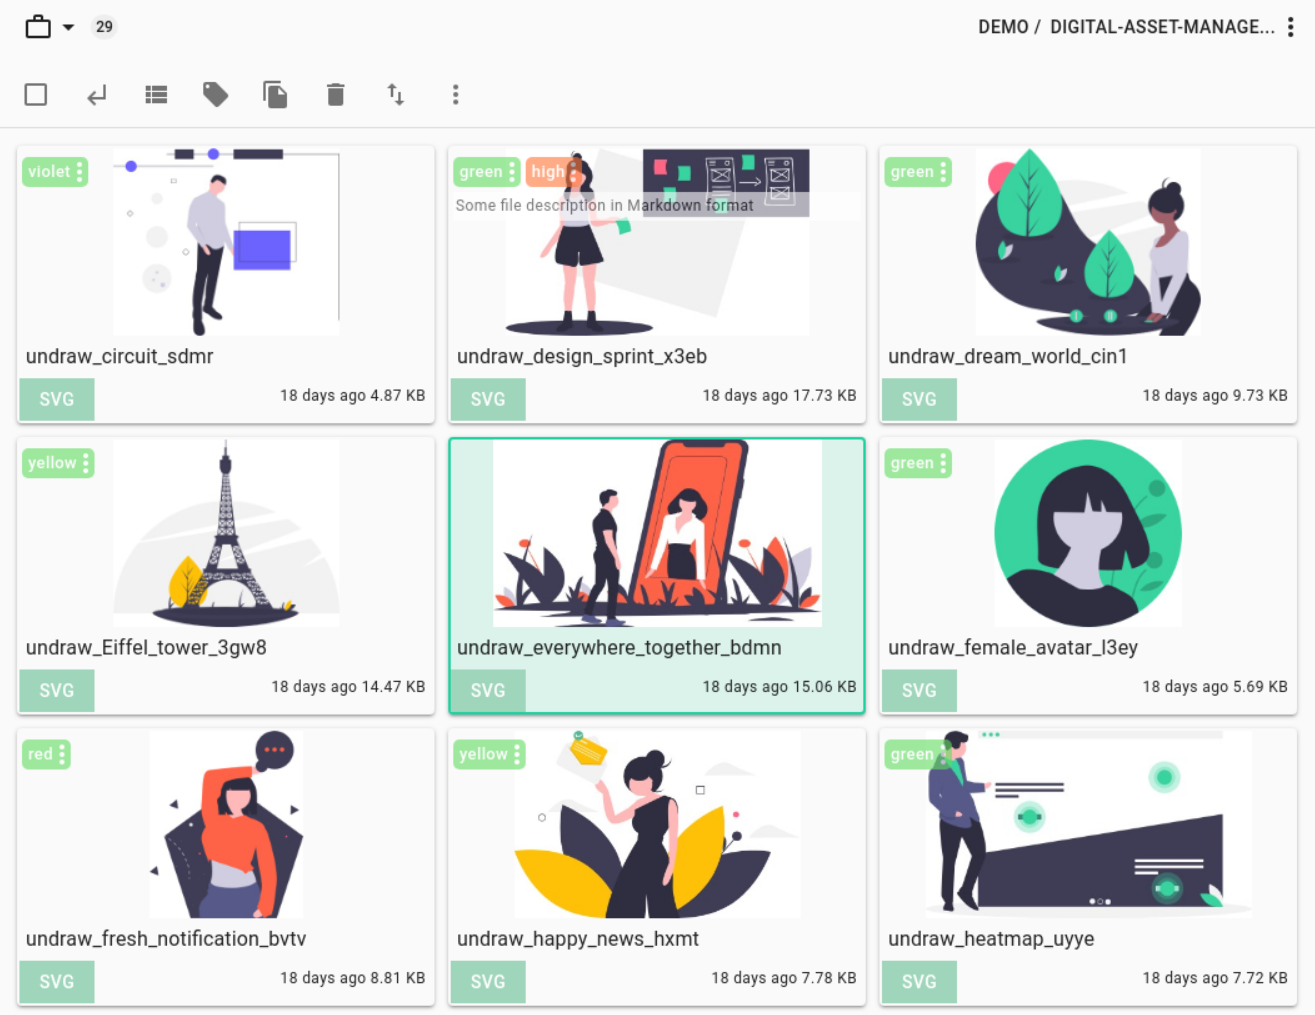 29
DEMO / DIGITAL-ASSET-MANAGE...
violet
green high
Some file description in Markdown format
green
undraw_circuit_sdmr
undraw_design_sprint_x3eb
undraw_dream_world_cin1
SVG 18 days ago 4.87 KB
SVG 18 days ago 17.73 KB
SVG 18 days ago 9.73 KB
yellow
green
undraw_Eiffel_tower_3gw8
undraw_everywhere_together_bdmn
undraw_female_avatar_l3ey
SVG 18 days ago 14.47 KB
SVG 18 days ago 15.06 KB
SVG 18 days ago 5.69 KB
red
yellow
green
undraw_fresh_notification_bvtv
undraw_happy_news_hxmt
undraw_heatmap_uyye
SVG 18 days ago 8.81 KB
SVG 18 days ago 7.78 KB
SVG 18 days ago 7.72 KB